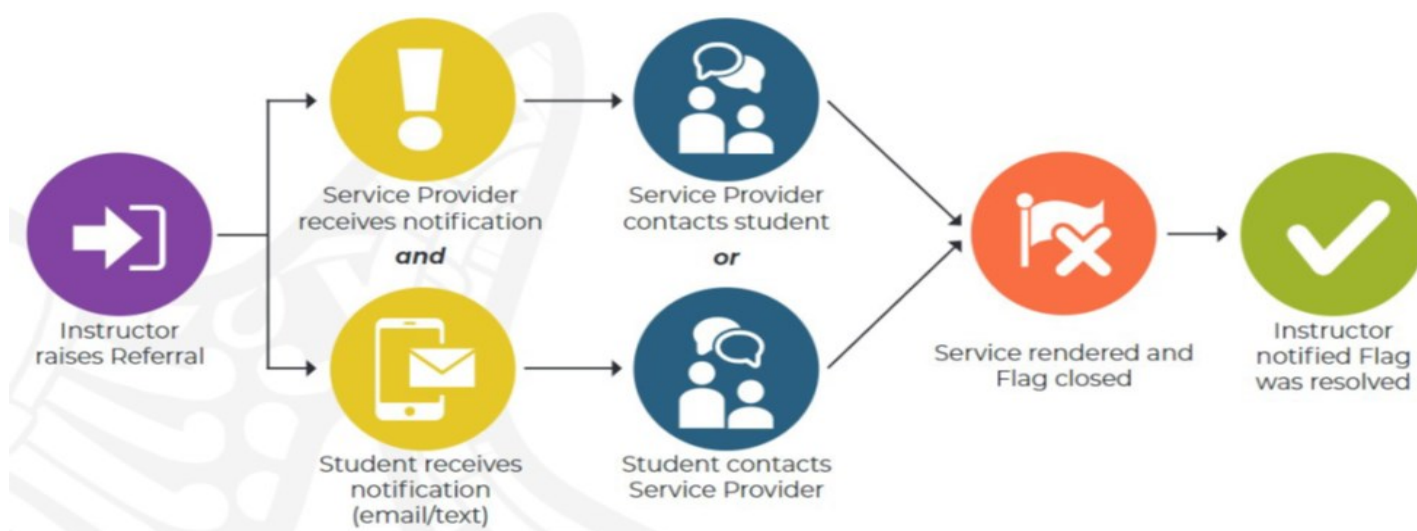 Instructor
raises Referral
Service Provider
receives notification
and
Student receives
notification
(email/text)
Service Provider
contacts student
or
Student contacts
Service Provider
Service rendered and
Flag closed
Instructor
notified Flag
was resolved